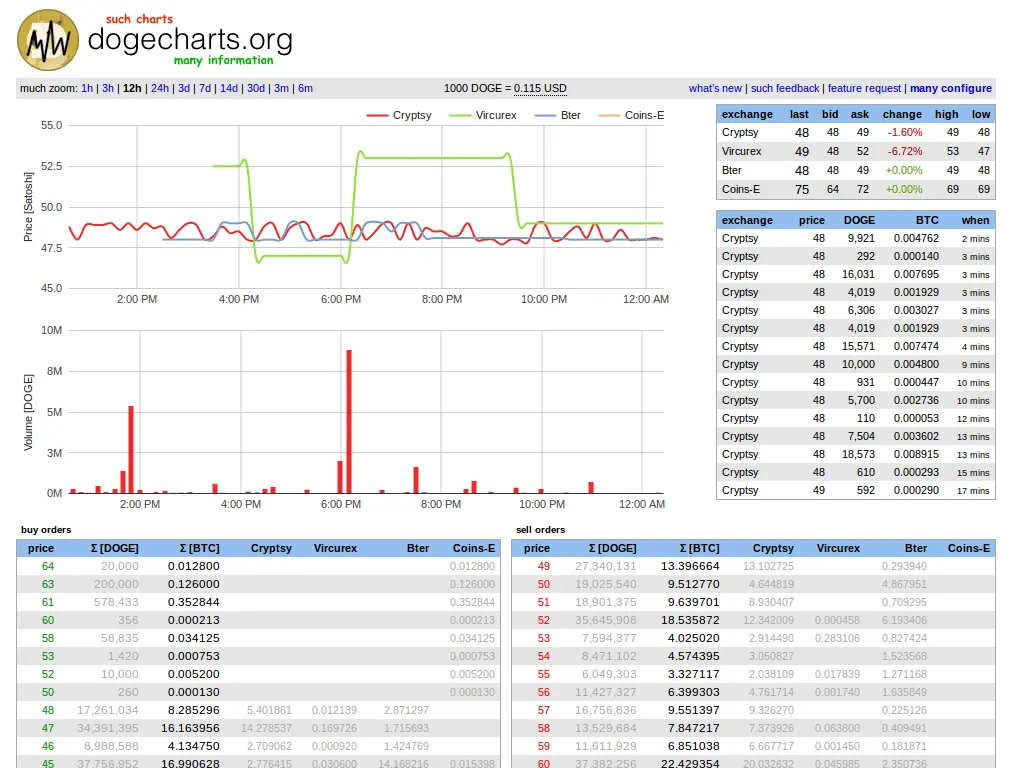 such charts
dogecharts.org
many information
much zoom: 1h | 3h | 12h | 24h | 3d | 7d | 14d | 30d | 3m | 6m 1000 DOGE = 0.115 USD what's new | such feedback | feature request | many configure
Cryptsy Vircurex Bter Coins-E
Price [Satoshi]
55.0
52.5
50.0
47.5
45.0
2:00 PM 4:00 PM 6:00 PM 8:00 PM 10:00 PM 12:00 AM
Volume [DOGE]
10M
8M
5M
3M
0M
2:00 PM 4:00 PM 6:00 PM 8:00 PM 10:00 PM 12:00 AM
exchange last bid ask change high low
Cryptsy 48 48 49 -1.60% 49 48
Vircurex 49 48 52 -6.72% 53 47
Bter 48 48 49 +0.00% 49 48
Coins-E 75 64 72 +0.00% 69 69
exchange price DOGE BTC when
Cryptsy 48 9,921 0.004762 2 mins
Cryptsy 48 292 0.000140 3 mins
Cryptsy 48 16,031 0.007695 3 mins
Cryptsy 48 4,019 0.001929 3 mins
Cryptsy 48 6,306 0.003027 3 mins
Cryptsy 48 4,019 0.001929 3 mins
Cryptsy 48 15,571 0.007474 4 mins
Cryptsy 48 10,000 0.004800 9 mins
Cryptsy 48 931 0.000447 10 mins
Cryptsy 48 5,700 0.002736 10 mins
Cryptsy 48 110 0.000053 12 mins
Cryptsy 48 7,504 0.003602 13 mins
Cryptsy 48 18,573 0.008915 13 mins
Cryptsy 48 610 0.000293 15 mins
Cryptsy 49 592 0.000290 17 mins
buy orders
price Σ [DOGE] Σ [BTC] Cryptsy Vircurex Bter Coins-E
64 20,000 0.012800 0.012800
63 200,000 0.126000 0.126000
61 578,433 0.352844 0.352844
60 356 0.000213 0.000213
58 58,835 0.034125 0.034125
53 1,420 0.000753 0.000753
52 10,000 0.005200 0.005200
50 260 0.000130 0.000130
48 17,261,034 8.285296 5.401861 0.012139 2.871297
47 34,391,395 16.163956 14.278537 0.169726 1.715693
46 8,988,588 4.134750 2.709062 0.000920 1.424769
45 37,756,952 16.990628 2.776415 0.030600 14.168216 0.015398
sell orders
price Σ [DOGE] Σ [BTC] Cryptsy Vircurex Bter Coins-E
49 27,340,131 13.396664 13.102725 0.293940
50 19,025,540 9.512770 4.644819 4.867951
51 18,901,375 9.639701 8.930407 0.709295
52 35,645,908 18.535872 12.342009 0.000458 6.193406
53 7,594,377 4.025020 2.914490 0.283106 0.827424
54 8,471,102 4.574395 3.050827 1.523568
55 6,049,303 3.327117 2.038109 0.017839 1.271168
56 11,427,327 6.399303 4.761714 0.001740 1.635849
57 16,756,836 9.551397 9.326270 0.225126
58 13,529,684 7.847217 7.373926 0.063800 0.409491
59 11,611,929 6.851038 6.667717 0.001450 0.181871
60 37,382,256 22.429354 20.032632 0.045985 2.350736